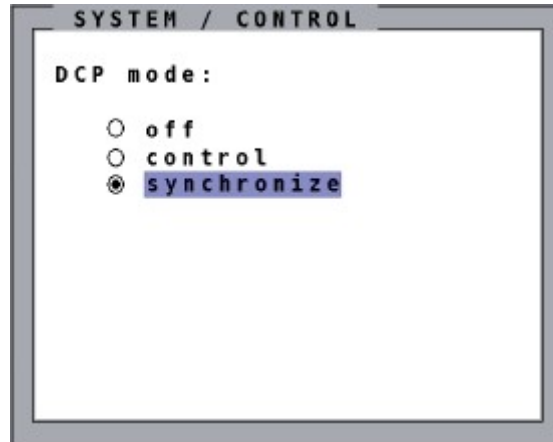 SYSTEM / CONTROL
DCP mode:
off
control
synchronize